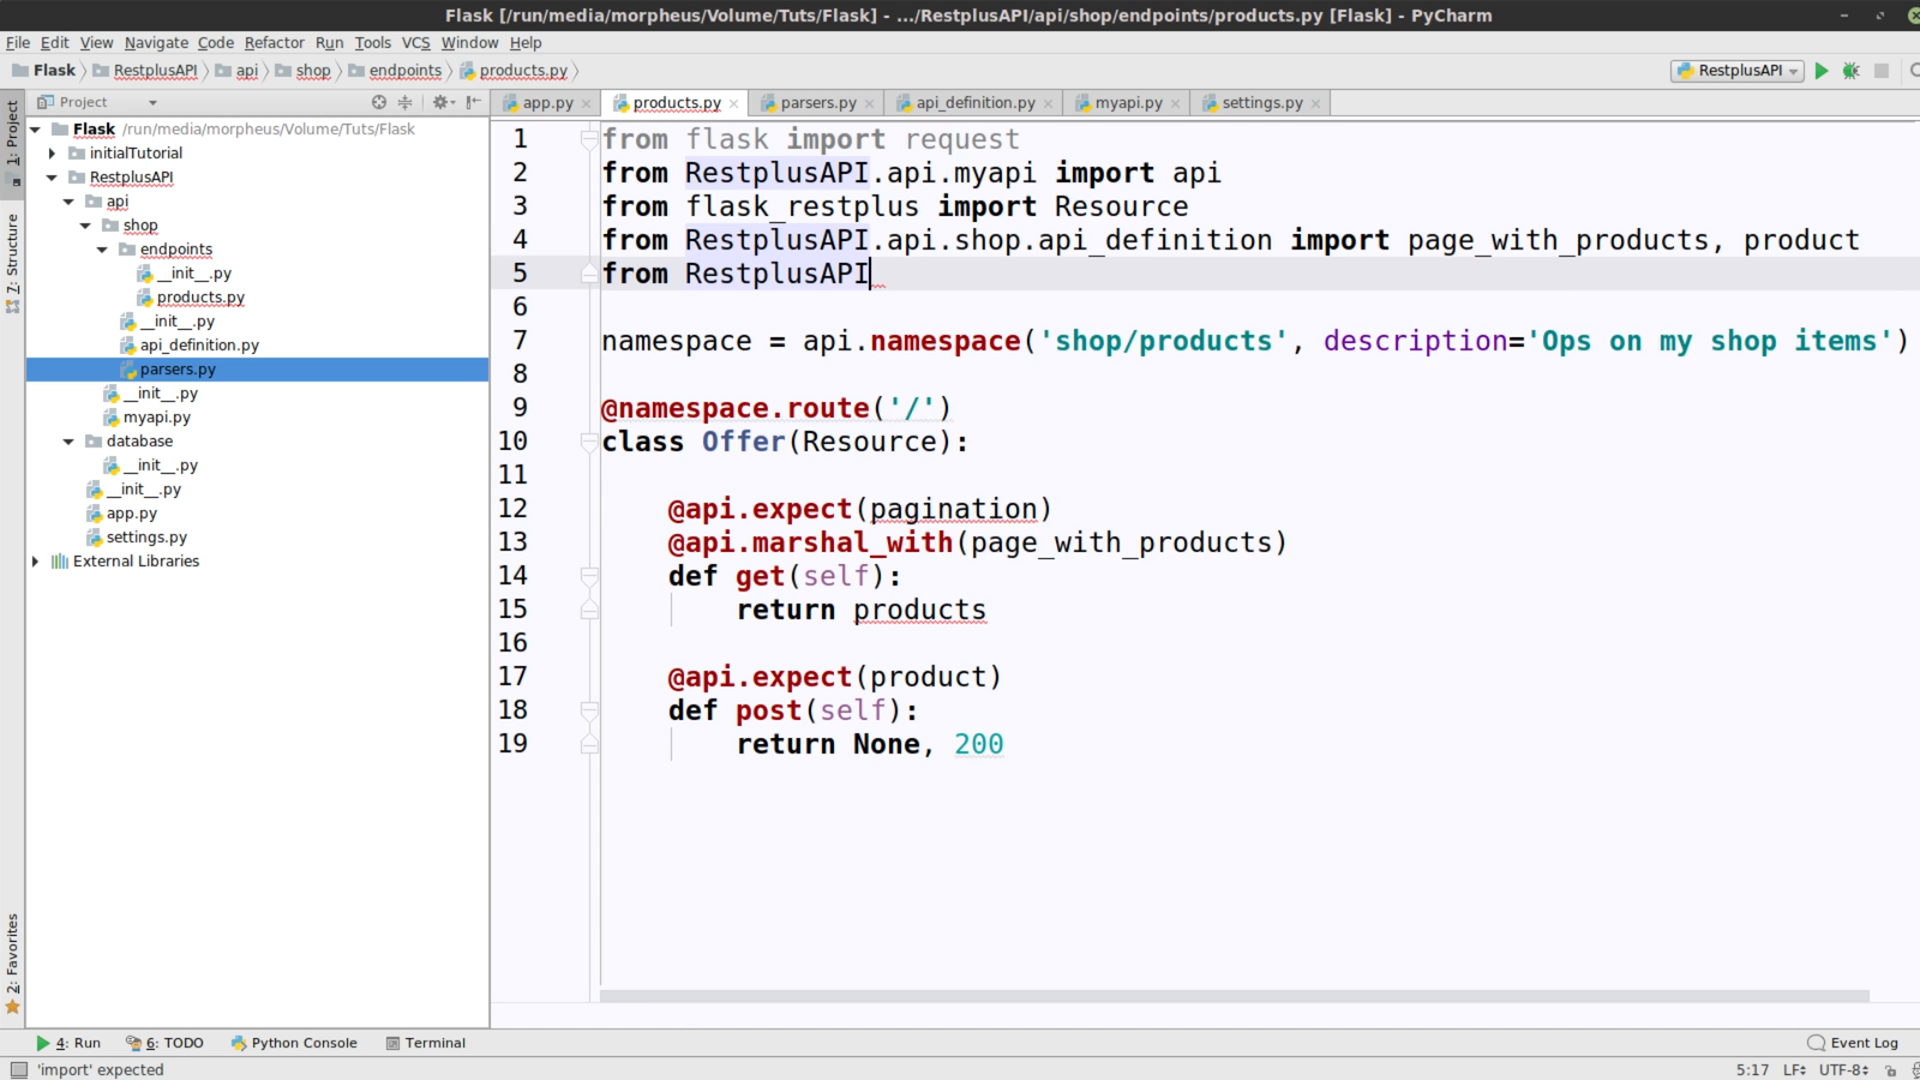 Flask [/run/media/morpheus/Volume/Tuts/Flask] - .../RestplusAPI/api/shop/endpoints/products.py [Flask] - PyCharm
File Edit View Navigate Code Refactor Run Tools VCS Window Help
Flask RestplusAPI api shop endpoints products.py RestplusAPI
Project app.py products.py parsers.py api_definition.py myapi.py settings.py
1: Project
7: Structure
2: Favorites
Flask /run/media/morpheus/Volume/Tuts/Flask
initialTutorial
RestplusAPI
api
shop
endpoints
__init__.py
products.py
__init__.py
api_definition.py
parsers.py
__init__.py
myapi.py
database
__init__.py
__init__.py
app.py
settings.py
External Libraries
1 from flask import request
2 from RestplusAPI.api.myapi import api
3 from flask_restplus import Resource
4 from RestplusAPI.api.shop.api_definition import page_with_products, product
5 from RestplusAPI
6
7 namespace = api.namespace('shop/products', description='Ops on my shop items')
8
9 @namespace.route('/')
10 class Offer(Resource):
11
12 @api.expect(pagination)
13 @api.marshal_with(page_with_products)
14 def get(self):
15 return products
16
17 @api.expect(product)
18 def post(self):
19 return None, 200
4: Run 6: TODO Python Console Terminal Event Log
'import' expected 5:17 LF UTF-8